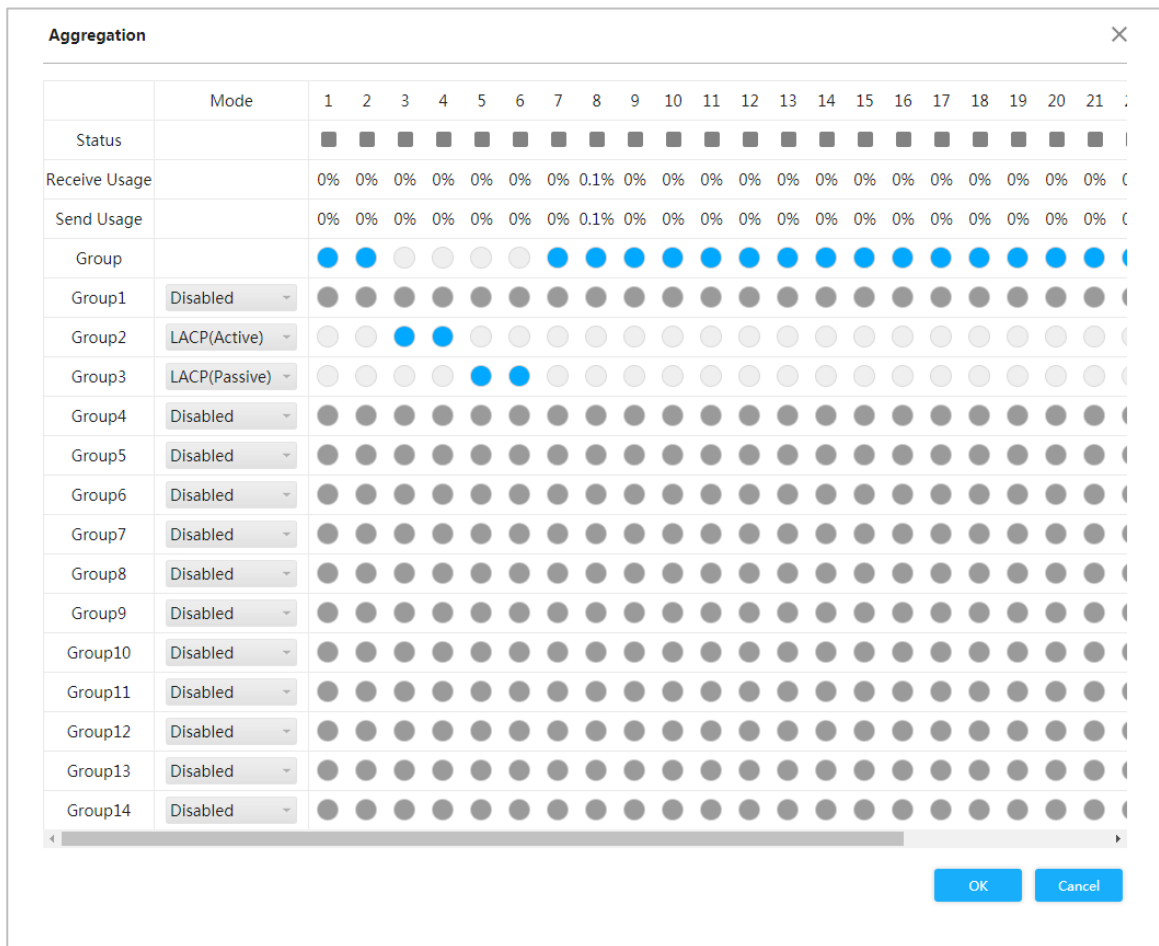 Aggregation
Mode 1 2 3 4 5 6 7 8 9 10 11 12 13 14 15 16 17 18 19 20 21
Status
Receive Usage 0% 0% 0% 0% 0% 0% 0% 0.1% 0% 0% 0% 0% 0% 0% 0% 0% 0% 0% 0% 0% 0%
Send Usage 0% 0% 0% 0% 0% 0% 0% 0.1% 0% 0% 0% 0% 0% 0% 0% 0% 0% 0% 0% 0% 0%
Group
Group1 Disabled
Group2 LACP(Active)
Group3 LACP(Passive)
Group4 Disabled
Group5 Disabled
Group6 Disabled
Group7 Disabled
Group8 Disabled
Group9 Disabled
Group10 Disabled
Group11 Disabled
Group12 Disabled
Group13 Disabled
Group14 Disabled
OK Cancel